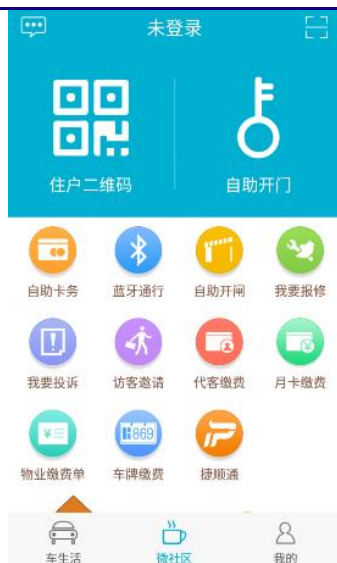 未登录
住户二维码 自助开门
自助卡务 蓝牙通行 自助开闸 我要报修
我要投诉 访客邀请 代客缴费 月卡缴费
869
物业缴费单 车牌缴费 捷顺通
车生活 微社区 我的